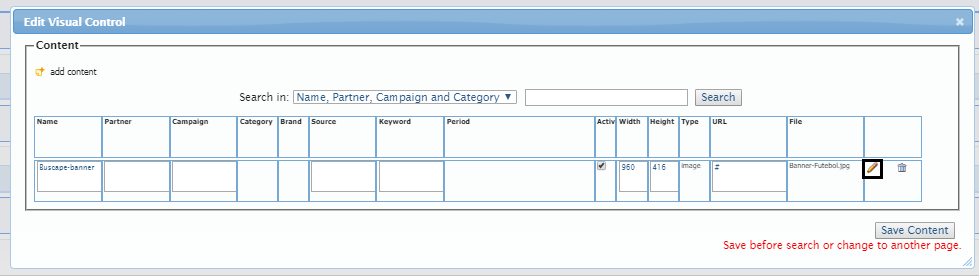 Edit Visual Control
Content
add content
Search in: Name, Partner, Campaign and Category Search
Name Partner Campaign Category Brand Source Keyword Period Activ Width Height Type URL File
Buscape-banner 960 416 image # Banner-Futebol.jpg
Save Content
Save before search or change to another page.